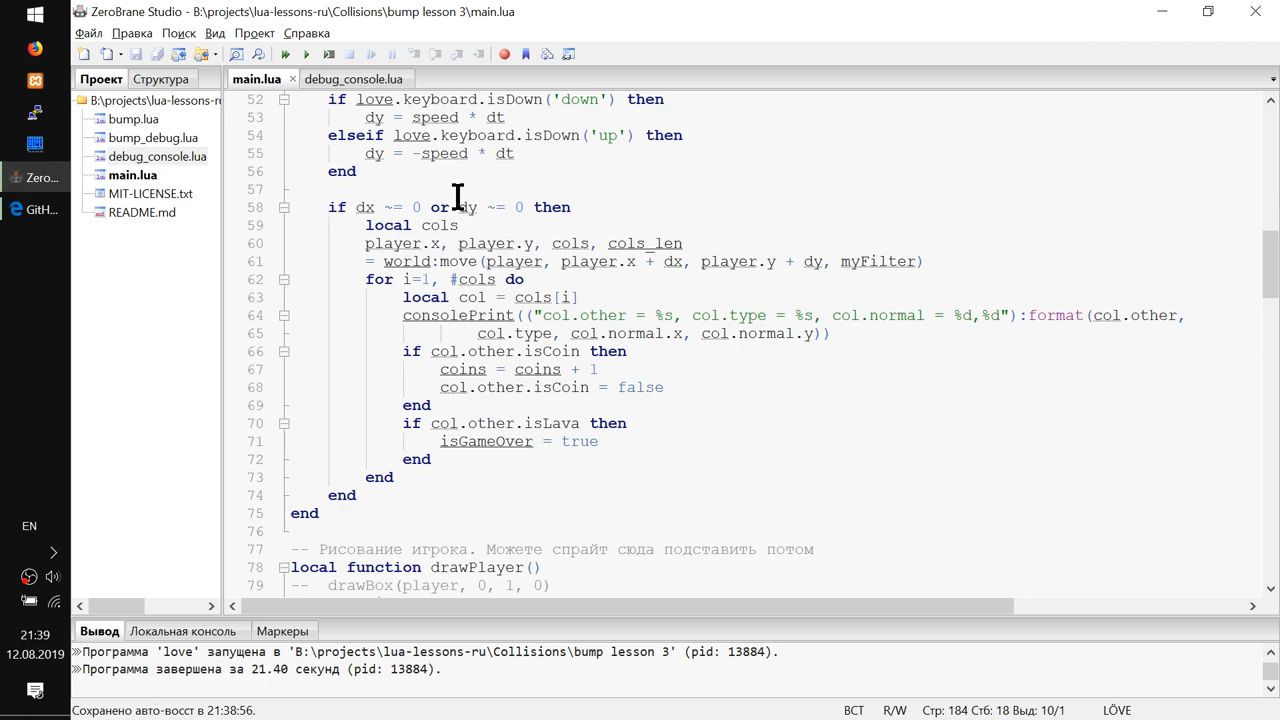 ZeroBrane Studio - B:\projects\lua-lessons-ru\Collisions\bump lesson 3\main.lua
Файл Правка Поиск Вид Проект Справка
Проект Структура
main.lua × debug_console.lua
B:\projects\lua-lessons-ru
bump.lua
bump_debug.lua
debug_console.lua
main.lua
MIT-LICENSE.txt
README.md
Zero...
GitH...
EN
21:39
12.08.2019
52 if love.keyboard.isDown('down') then
53 dy = speed * dt
54 elseif love.keyboard.isDown('up') then
55 dy = -speed * dt
56 end
57
58 if dx ~= 0 or dy ~= 0 then
59 local cols
60 player.x, player.y, cols, cols_len
61 = world:move(player, player.x + dx, player.y + dy, myFilter)
62 for i=1, #cols do
63 local col = cols[i]
64 consolePrint(("col.other = %s, col.type = %s, col.normal = %d,%d"):format(col.other,
65 col.type, col.normal.x, col.normal.y))
66 if col.other.isCoin then
67 coins = coins + 1
68 col.other.isCoin = false
69 end
70 if col.other.isLava then
71 isGameOver = true
72 end
73 end
74 end
75 end
76
77 -- Рисование игрока. Можете спрайт сюда подставить потом
78 local function drawPlayer()
79 -- drawBox(player, 0, 1, 0)
Вывод Локальная консоль Маркеры
Программа 'love' запущена в 'B:\projects\lua-lessons-ru\Collisions\bump lesson 3' (pid: 13884).
Программа завершена за 21.40 секунд (pid: 13884).
Сохранено авто-восст в 21:38:56.
ВСТ R/W Стр: 184 Стб: 18 Выд: 10/1 LÖVE